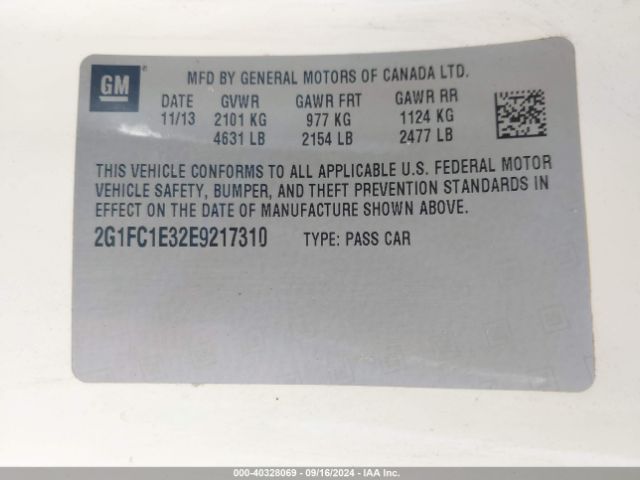 GM ®
MFD BY GENERAL MOTORS OF CANADA LTD.
DATE GVWR GAWR FRT GAWR RR
11/13 2101 KG 977 KG 1124 KG
4631 LB 2154 LB 2477 LB
THIS VEHICLE CONFORMS TO ALL APPLICABLE U.S. FEDERAL MOTOR
VEHICLE SAFETY, BUMPER, AND THEFT PREVENTION STANDARDS IN
EFFECT ON THE DATE OF MANUFACTURE SHOWN ABOVE.
2G1FC1E32E9217310 TYPE: PASS CAR
000-40328069 - 09/16/2024 - IAA Inc.